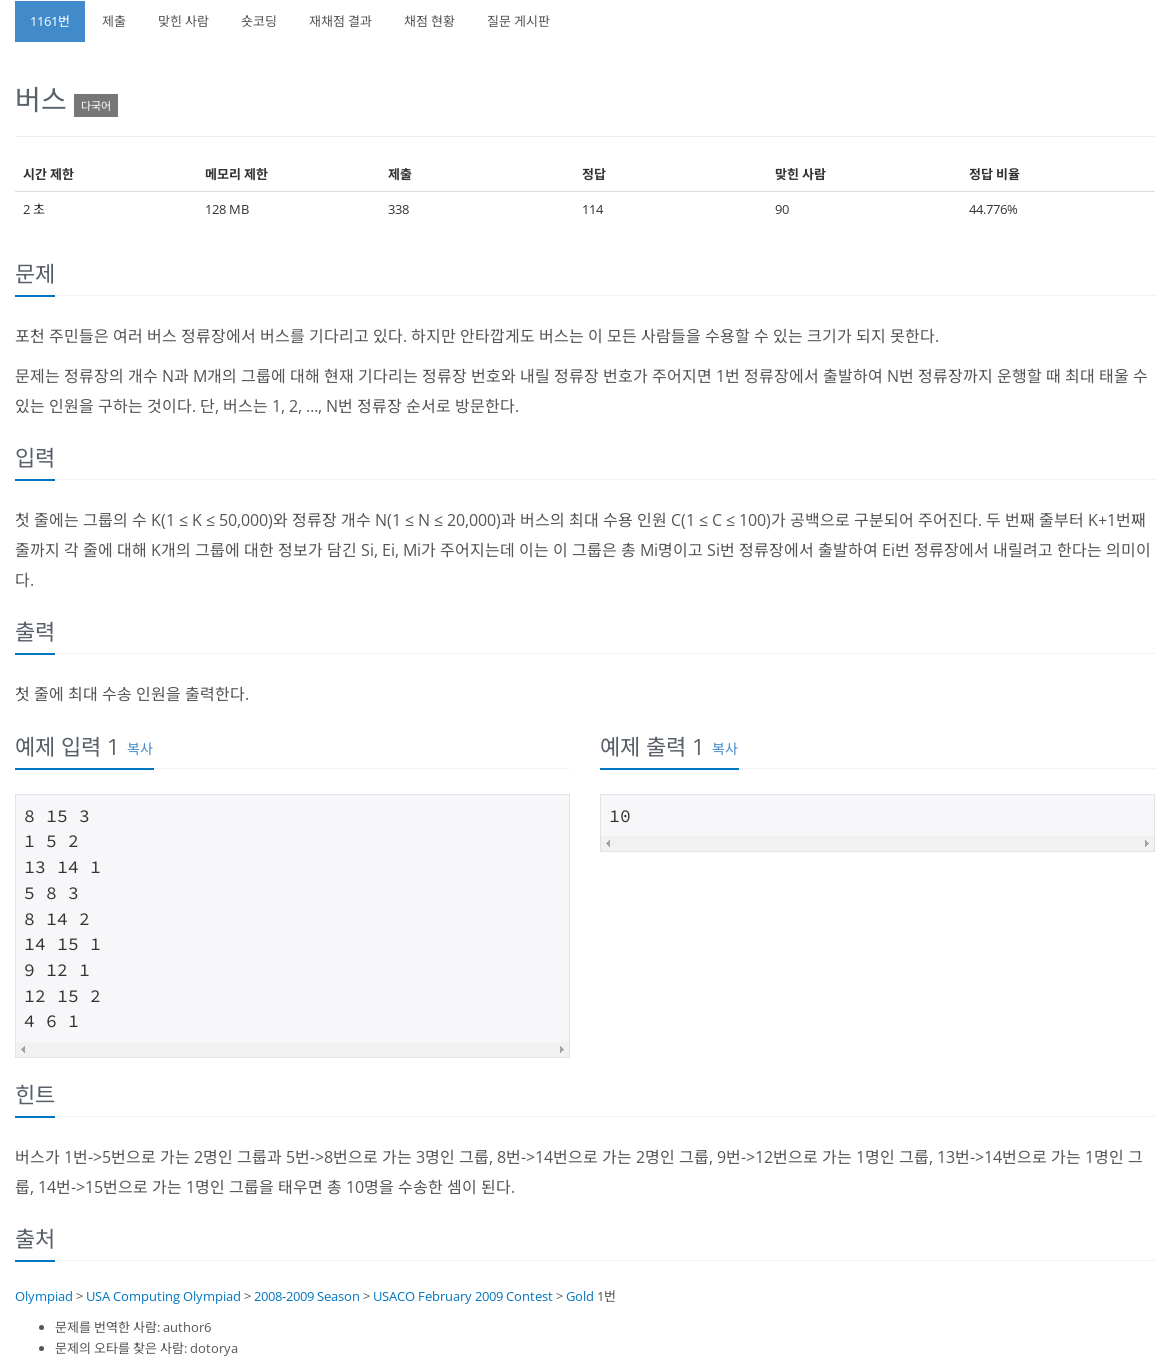 1161번 제출 맞힌 사람 숏코딩 재채점 결과 채점 현황 질문 게시판
버스 다국어
시간 제한 메모리 제한 제출 정답 맞힌 사람 정답 비율
2 초 128 MB 338 114 90 44.776%
문제
포천 주민들은 여러 버스 정류장에서 버스를 기다리고 있다. 하지만 안타깝게도 버스는 이 모든 사람들을 수용할 수 있는 크기가 되지 못한다.
문제는 정류장의 개수 N과 M개의 그룹에 대해 현재 기다리는 정류장 번호와 내릴 정류장 번호가 주어지면 1번 정류장에서 출발하여 N번 정류장까지 운행할 때 최대 태울 수
있는 인원을 구하는 것이다. 단, 버스는 1, 2, …, N번 정류장 순서로 방문한다.
입력
첫 줄에는 그룹의 수 K(1 ≤ K ≤ 50,000)와 정류장 개수 N(1 ≤ N ≤ 20,000)과 버스의 최대 수용 인원 C(1 ≤ C ≤ 100)가 공백으로 구분되어 주어진다. 두 번째 줄부터 K+1번째
줄까지 각 줄에 대해 K개의 그룹에 대한 정보가 담긴 Si, Ei, Mi가 주어지는데 이는 이 그룹은 총 Mi명이고 Si번 정류장에서 출발하여 Ei번 정류장에서 내릴려고 한다는 의미이
다.
출력
첫 줄에 최대 수송 인원을 출력한다.
예제 입력 1 복사
8 15 3
1 5 2
13 14 1
5 8 3
8 14 2
14 15 1
9 12 1
12 15 2
4 6 1
예제 출력 1 복사
10
힌트
버스가 1번->5번으로 가는 2명인 그룹과 5번->8번으로 가는 3명인 그룹, 8번->14번으로 가는 2명인 그룹, 9번->12번으로 가는 1명인 그룹, 13번->14번으로 가는 1명인 그
룹, 14번->15번으로 가는 1명인 그룹을 태우면 총 10명을 수송한 셈이 된다.
출처
Olympiad > USA Computing Olympiad > 2008-2009 Season > USACO February 2009 Contest > Gold 1번
문제를 번역한 사람: author6
문제의 오타를 찾은 사람: dotorya